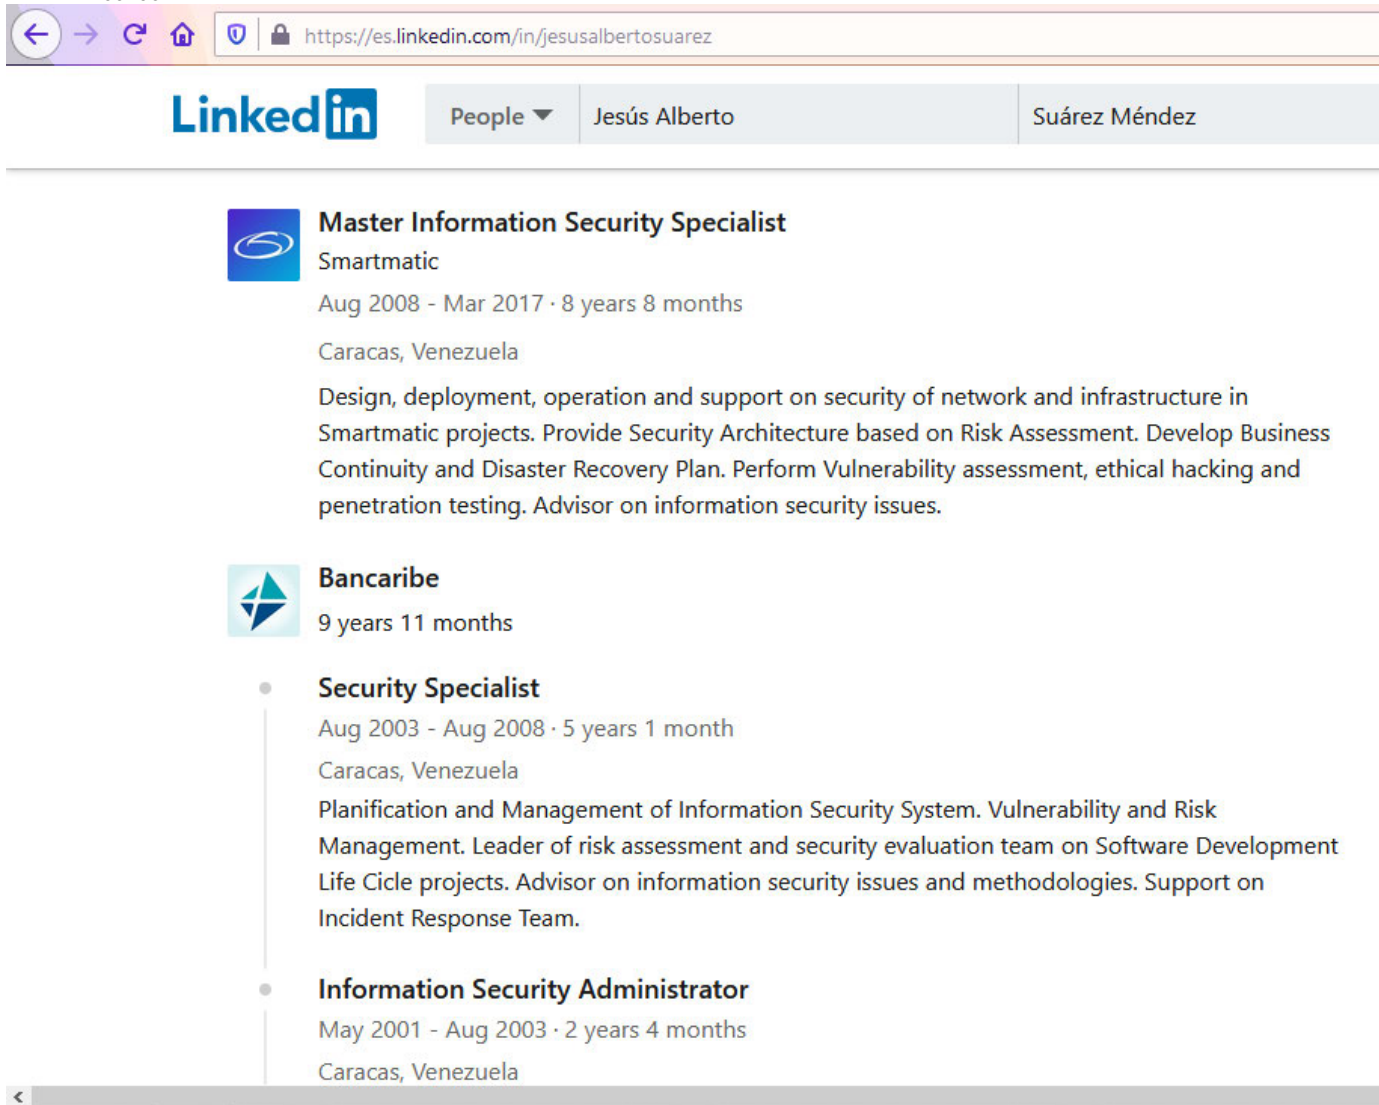 https://es.linkedin.com/in/jesusalbertosuarez
Linked in People Jesús Alberto Suárez Méndez
Master Information Security Specialist
Smartmatic
Aug 2008 - Mar 2017 · 8 years 8 months
Caracas, Venezuela
Design, deployment, operation and support on security of network and infrastructure in
Smartmatic projects. Provide Security Architecture based on Risk Assessment. Develop Business
Continuity and Disaster Recovery Plan. Perform Vulnerability assessment, ethical hacking and
penetration testing. Advisor on information security issues.
Bancaribe
9 years 11 months
Security Specialist
Aug 2003 - Aug 2008 · 5 years 1 month
Caracas, Venezuela
Planification and Management of Information Security System. Vulnerability and Risk
Management. Leader of risk assessment and security evaluation team on Software Development
Life Cicle projects. Advisor on information security issues and methodologies. Support on
Incident Response Team.
Information Security Administrator
May 2001 - Aug 2003 · 2 years 4 months
Caracas, Venezuela